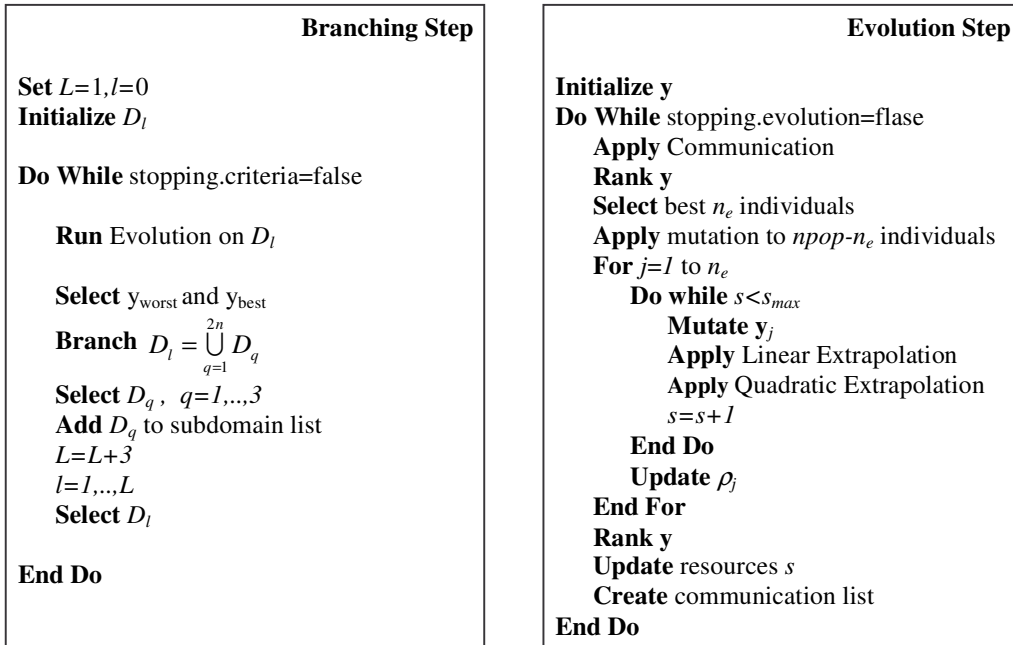 Branching Step
Set L=1,l=0
Initialize D_l
Do While stopping.criteria=false
Run Evolution on D_l
Select y_worst and y_best
Branch D_l = ⋃_{q=1}^{2n} D_q
Select D_q , q=1,..,3
Add D_q to subdomain list
L=L+3
l=1,..,L
Select D_l
End Do
Evolution Step
Initialize y
Do While stopping.evolution=flase
Apply Communication
Rank y
Select best n_e individuals
Apply mutation to npop-n_e individuals
For j=1 to n_e
Do while s<s_max
Mutate y_j
Apply Linear Extrapolation
Apply Quadratic Extrapolation
s=s+1
End Do
Update ρ_j
End For
Rank y
Update resources s
Create communication list
End Do